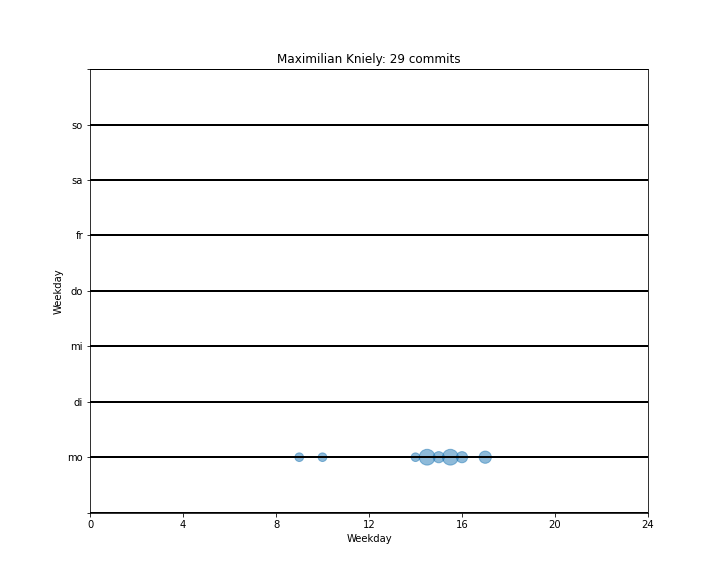 Maximilian Kniely: 29 commits
so
sa
fr
do
mi
di
mo
Weekday
0 4 8 12 16 20 24
Weekday